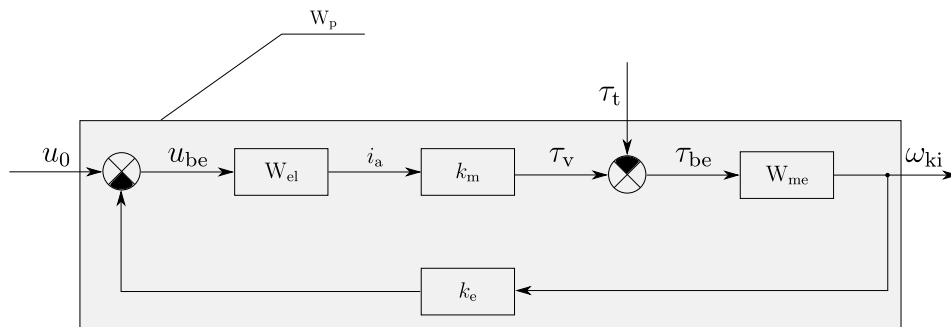 W_p
τ_t
u_0
u_be
W_el
i_a
k_m
τ_v
τ_be
W_me
ω_ki
k_e